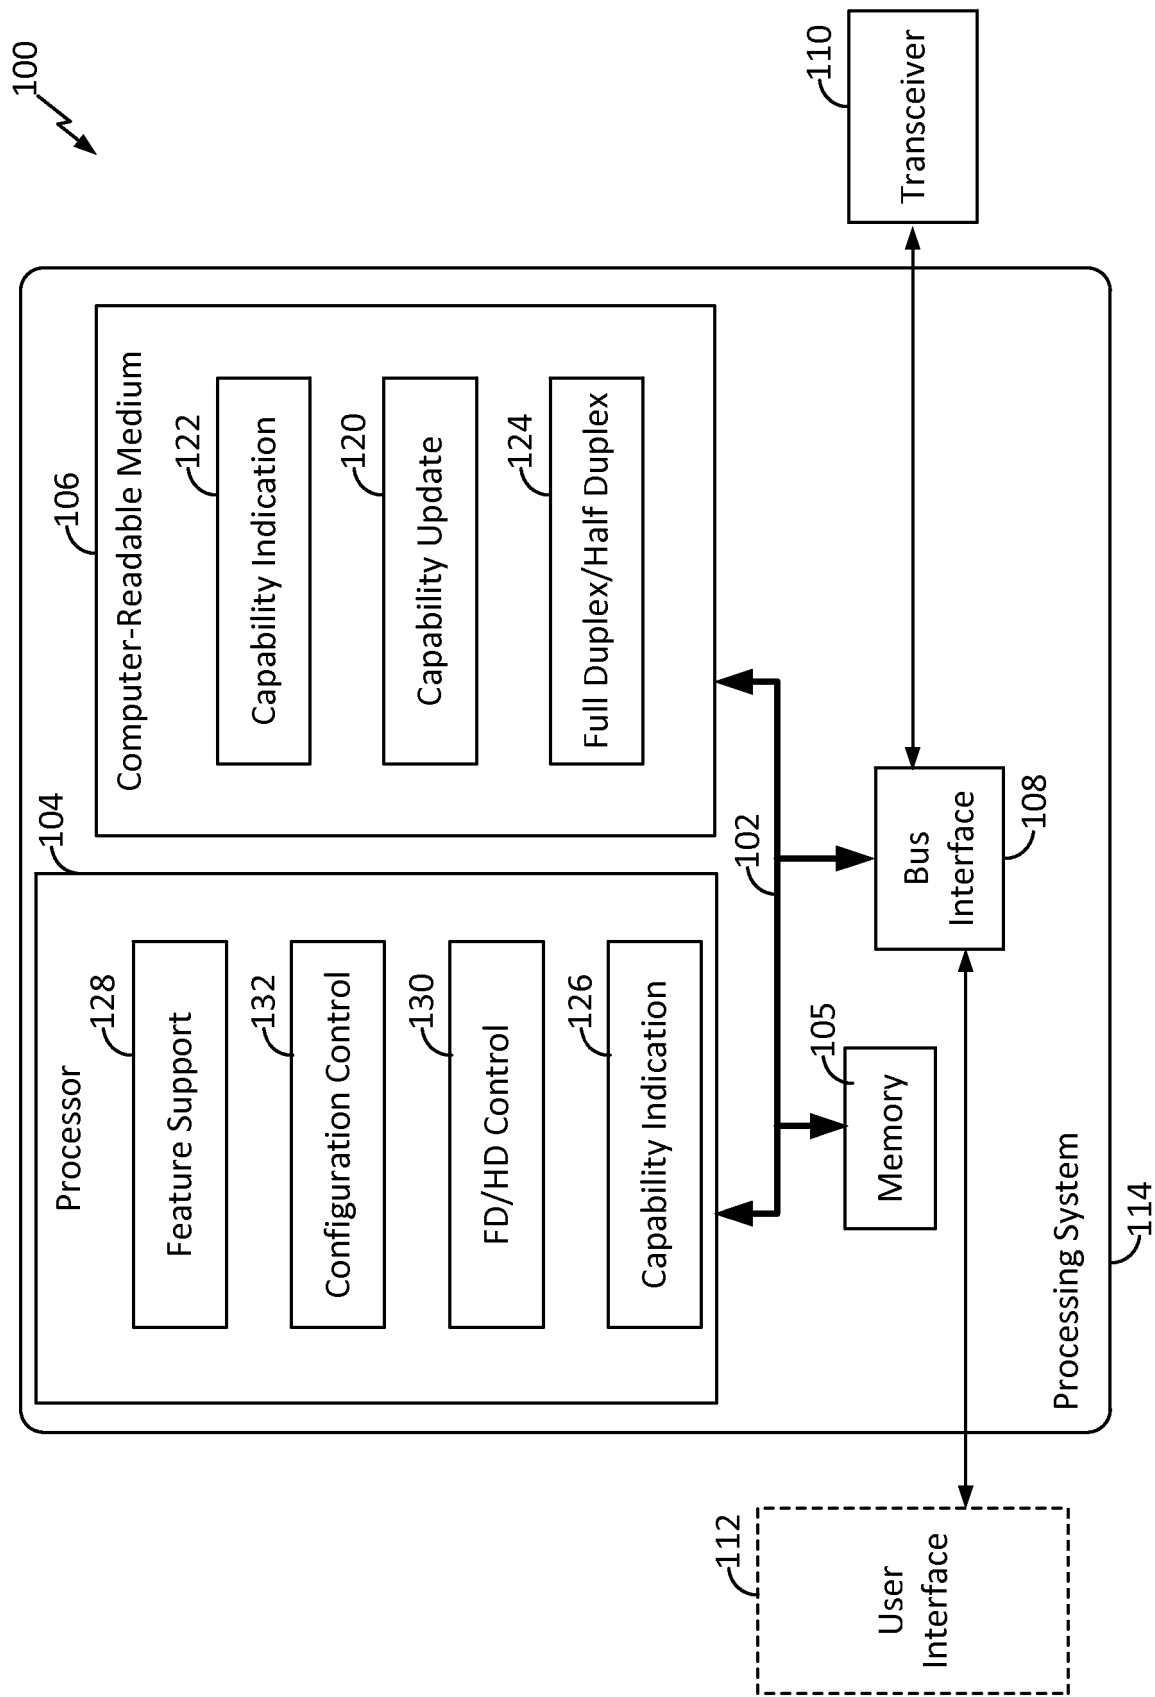 100
104
106
Processor
Computer-Readable Medium
128
Feature Support
122
Capability Indication
132
Configuration Control
120
Capability Update
130
FD/HD Control
124
Full Duplex/Half Duplex
126
Capability Indication
102
105
Memory
Bus
Interface
108
110
Transceiver
112
User
Interface
Processing System
114